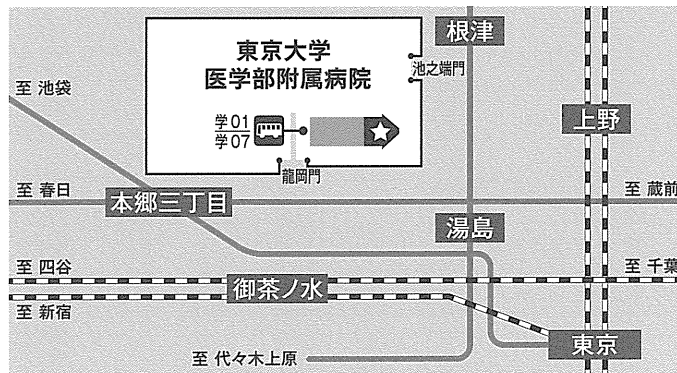 根津
東京大学
医学部附属病院
池之端門
至 池袋
上野
学01
学07
龍岡門
至 春日
本郷三丁目
至 蔵前
湯島
至 四谷
至 千葉
御茶ノ水
至 新宿
東京
至 代々木上原